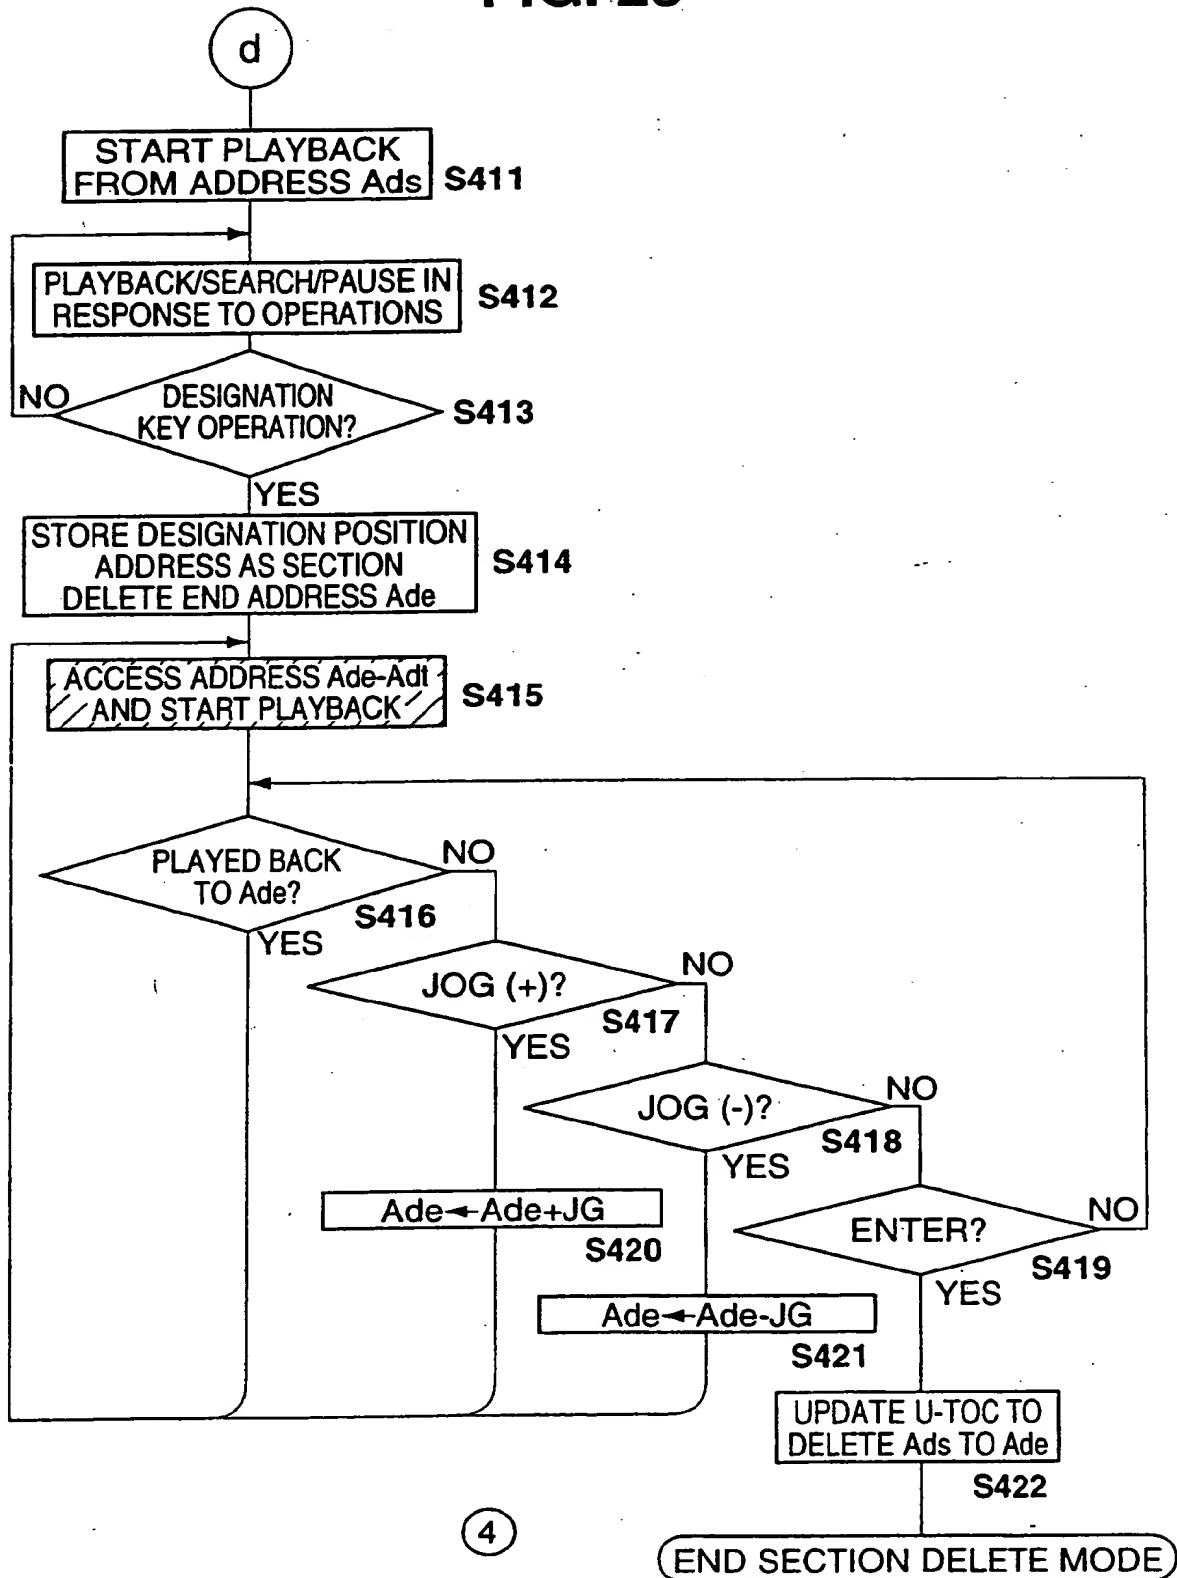 d
START PLAYBACK
FROM ADDRESS Ads
S411
PLAYBACK/SEARCH/PAUSE IN
RESPONSE TO OPERATIONS
S412
NO
DESIGNATION
KEY OPERATION?
S413
YES
STORE DESIGNATION POSITION
ADDRESS AS SECTION
DELETE END ADDRESS Ade
S414
ACCESS ADDRESS Ade-Adt
AND START PLAYBACK
S415
PLAYED BACK
TO Ade?
NO
S416
YES
JOG (+)?
NO
S417
YES
JOG (-)?
NO
S418
YES
Ade←Ade+JG
S420
ENTER?
NO
S419
YES
Ade←Ade-JG
S421
UPDATE U-TOC TO
DELETE Ads TO Ade
S422
4
END SECTION DELETE MODE